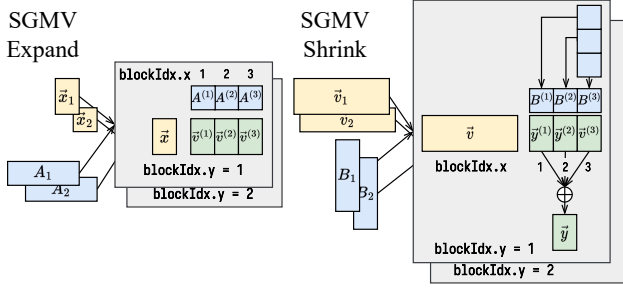 SGMV
Expand
blockIdx.x 1 2 3
x⃗₁
x⃗₂
A⁽¹⁾ A⁽²⁾ A⁽³⁾
x⃗ v⃗⁽¹⁾ v⃗⁽²⁾ v⃗⁽³⁾
A₁
A₂
blockIdx.y = 1
blockIdx.y = 2
SGMV
Shrink
v⃗₁
v₂
B⁽¹⁾ B⁽²⁾ B⁽³⁾
v⃗ y⃗⁽¹⁾ y⃗⁽²⁾ v⃗⁽³⁾
B₁
B₂
blockIdx.x 1 2 3
⊕
y⃗
blockIdx.y = 1
blockIdx.y = 2